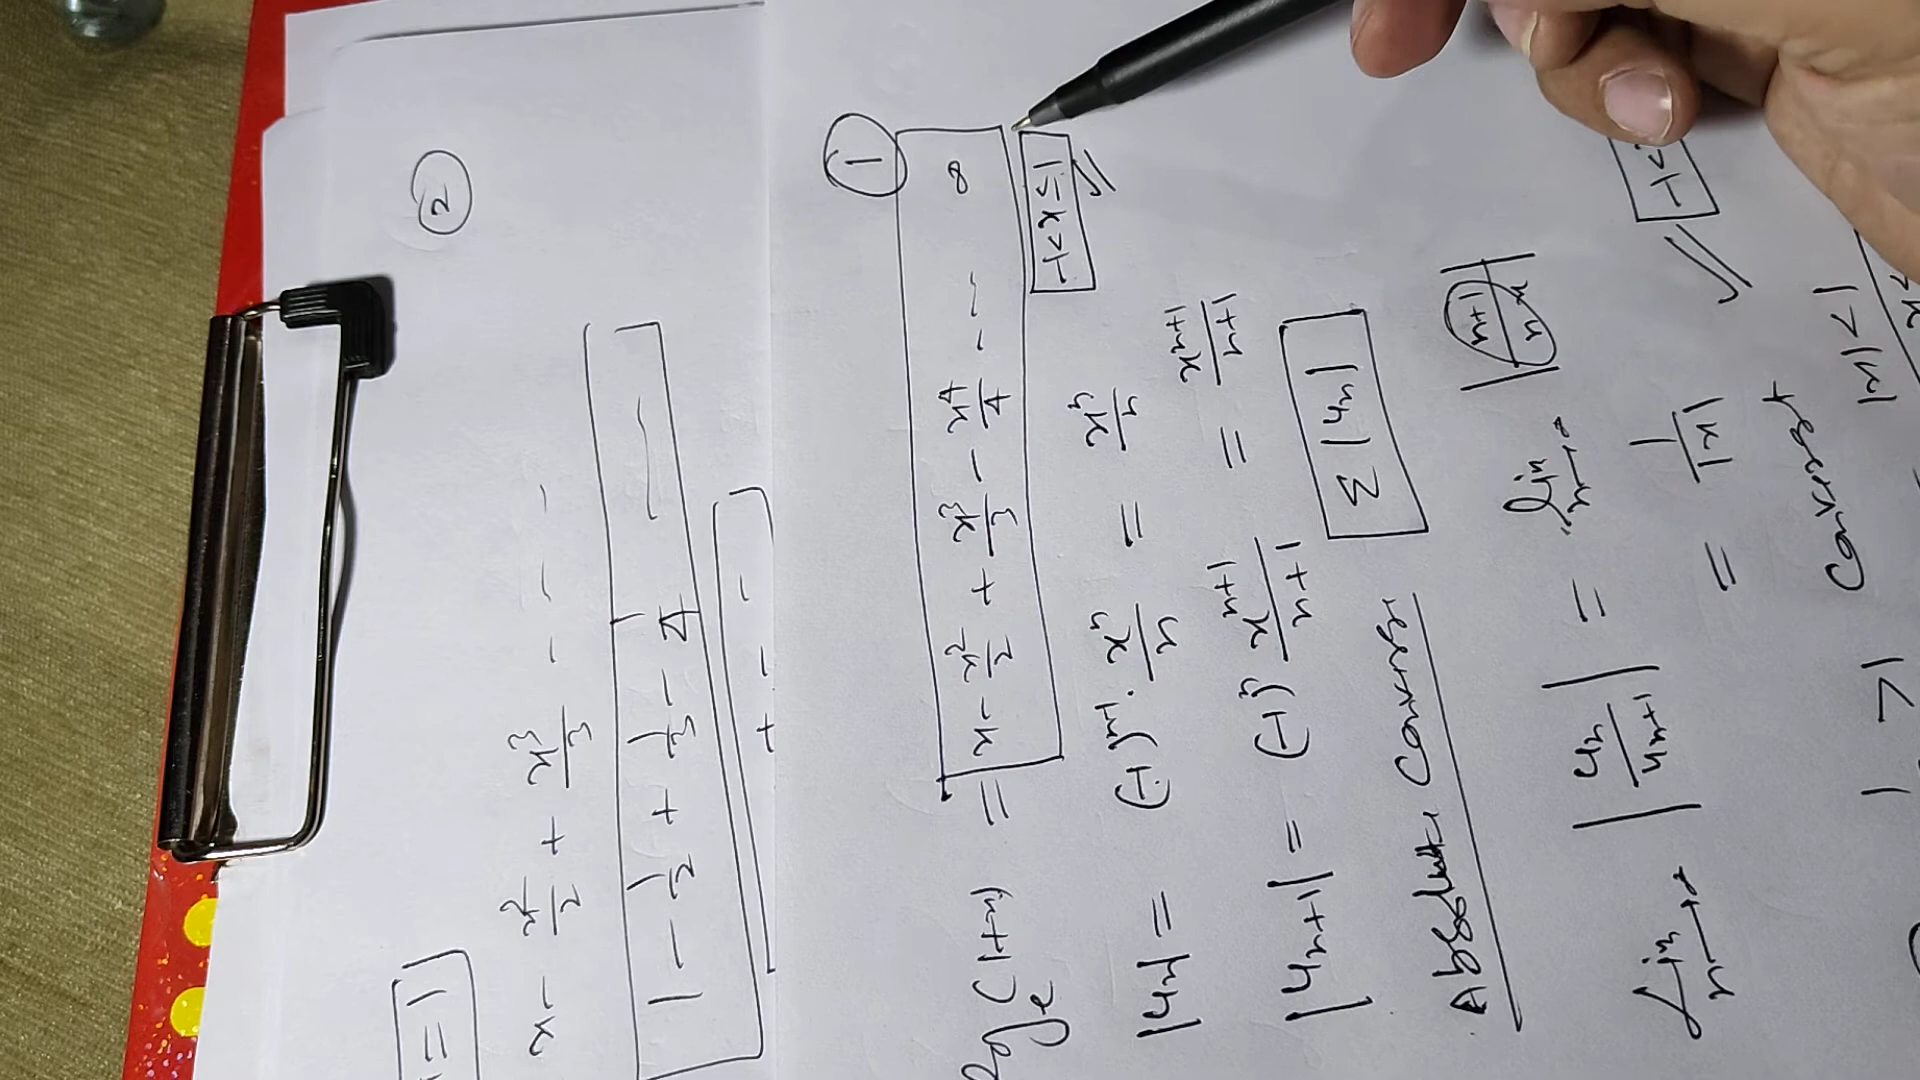 ②
x = 1
x - x²/2 + x³/3 - - -
1 - 1/2 + 1/3 - 1/4 —
+ - -
①
log_e(1+x) = x - x²/2 + x³/3 - x⁴/4 - - - ∞
-1<x≤1
|u_n| = (-1)^{n+1} · x^n/n = x^n/n
|u_{n+1}| = (-1)^n x^{n+1}/n+1 = x^{n+1}/n+1
Absolute Converge Σ|u_n|
Lim n→∞ |u_n/u_{n+1}| = Lim n→∞ |n+1/n x|
= 1/|x|
-1<
Converget
1 > 1 |x| < 1